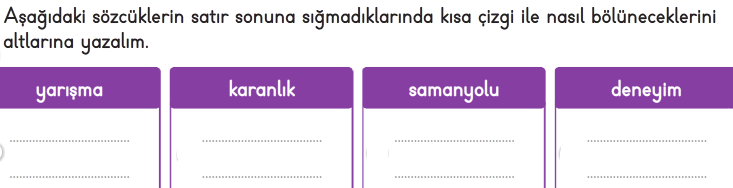 Aşağıdaki sözcüklerin satır sonuna sığmadıklarında kısa çizgi ile nasıl bölüneceklerini
altlarına yazalım.
yarışma karanlık samanyolu deneyim